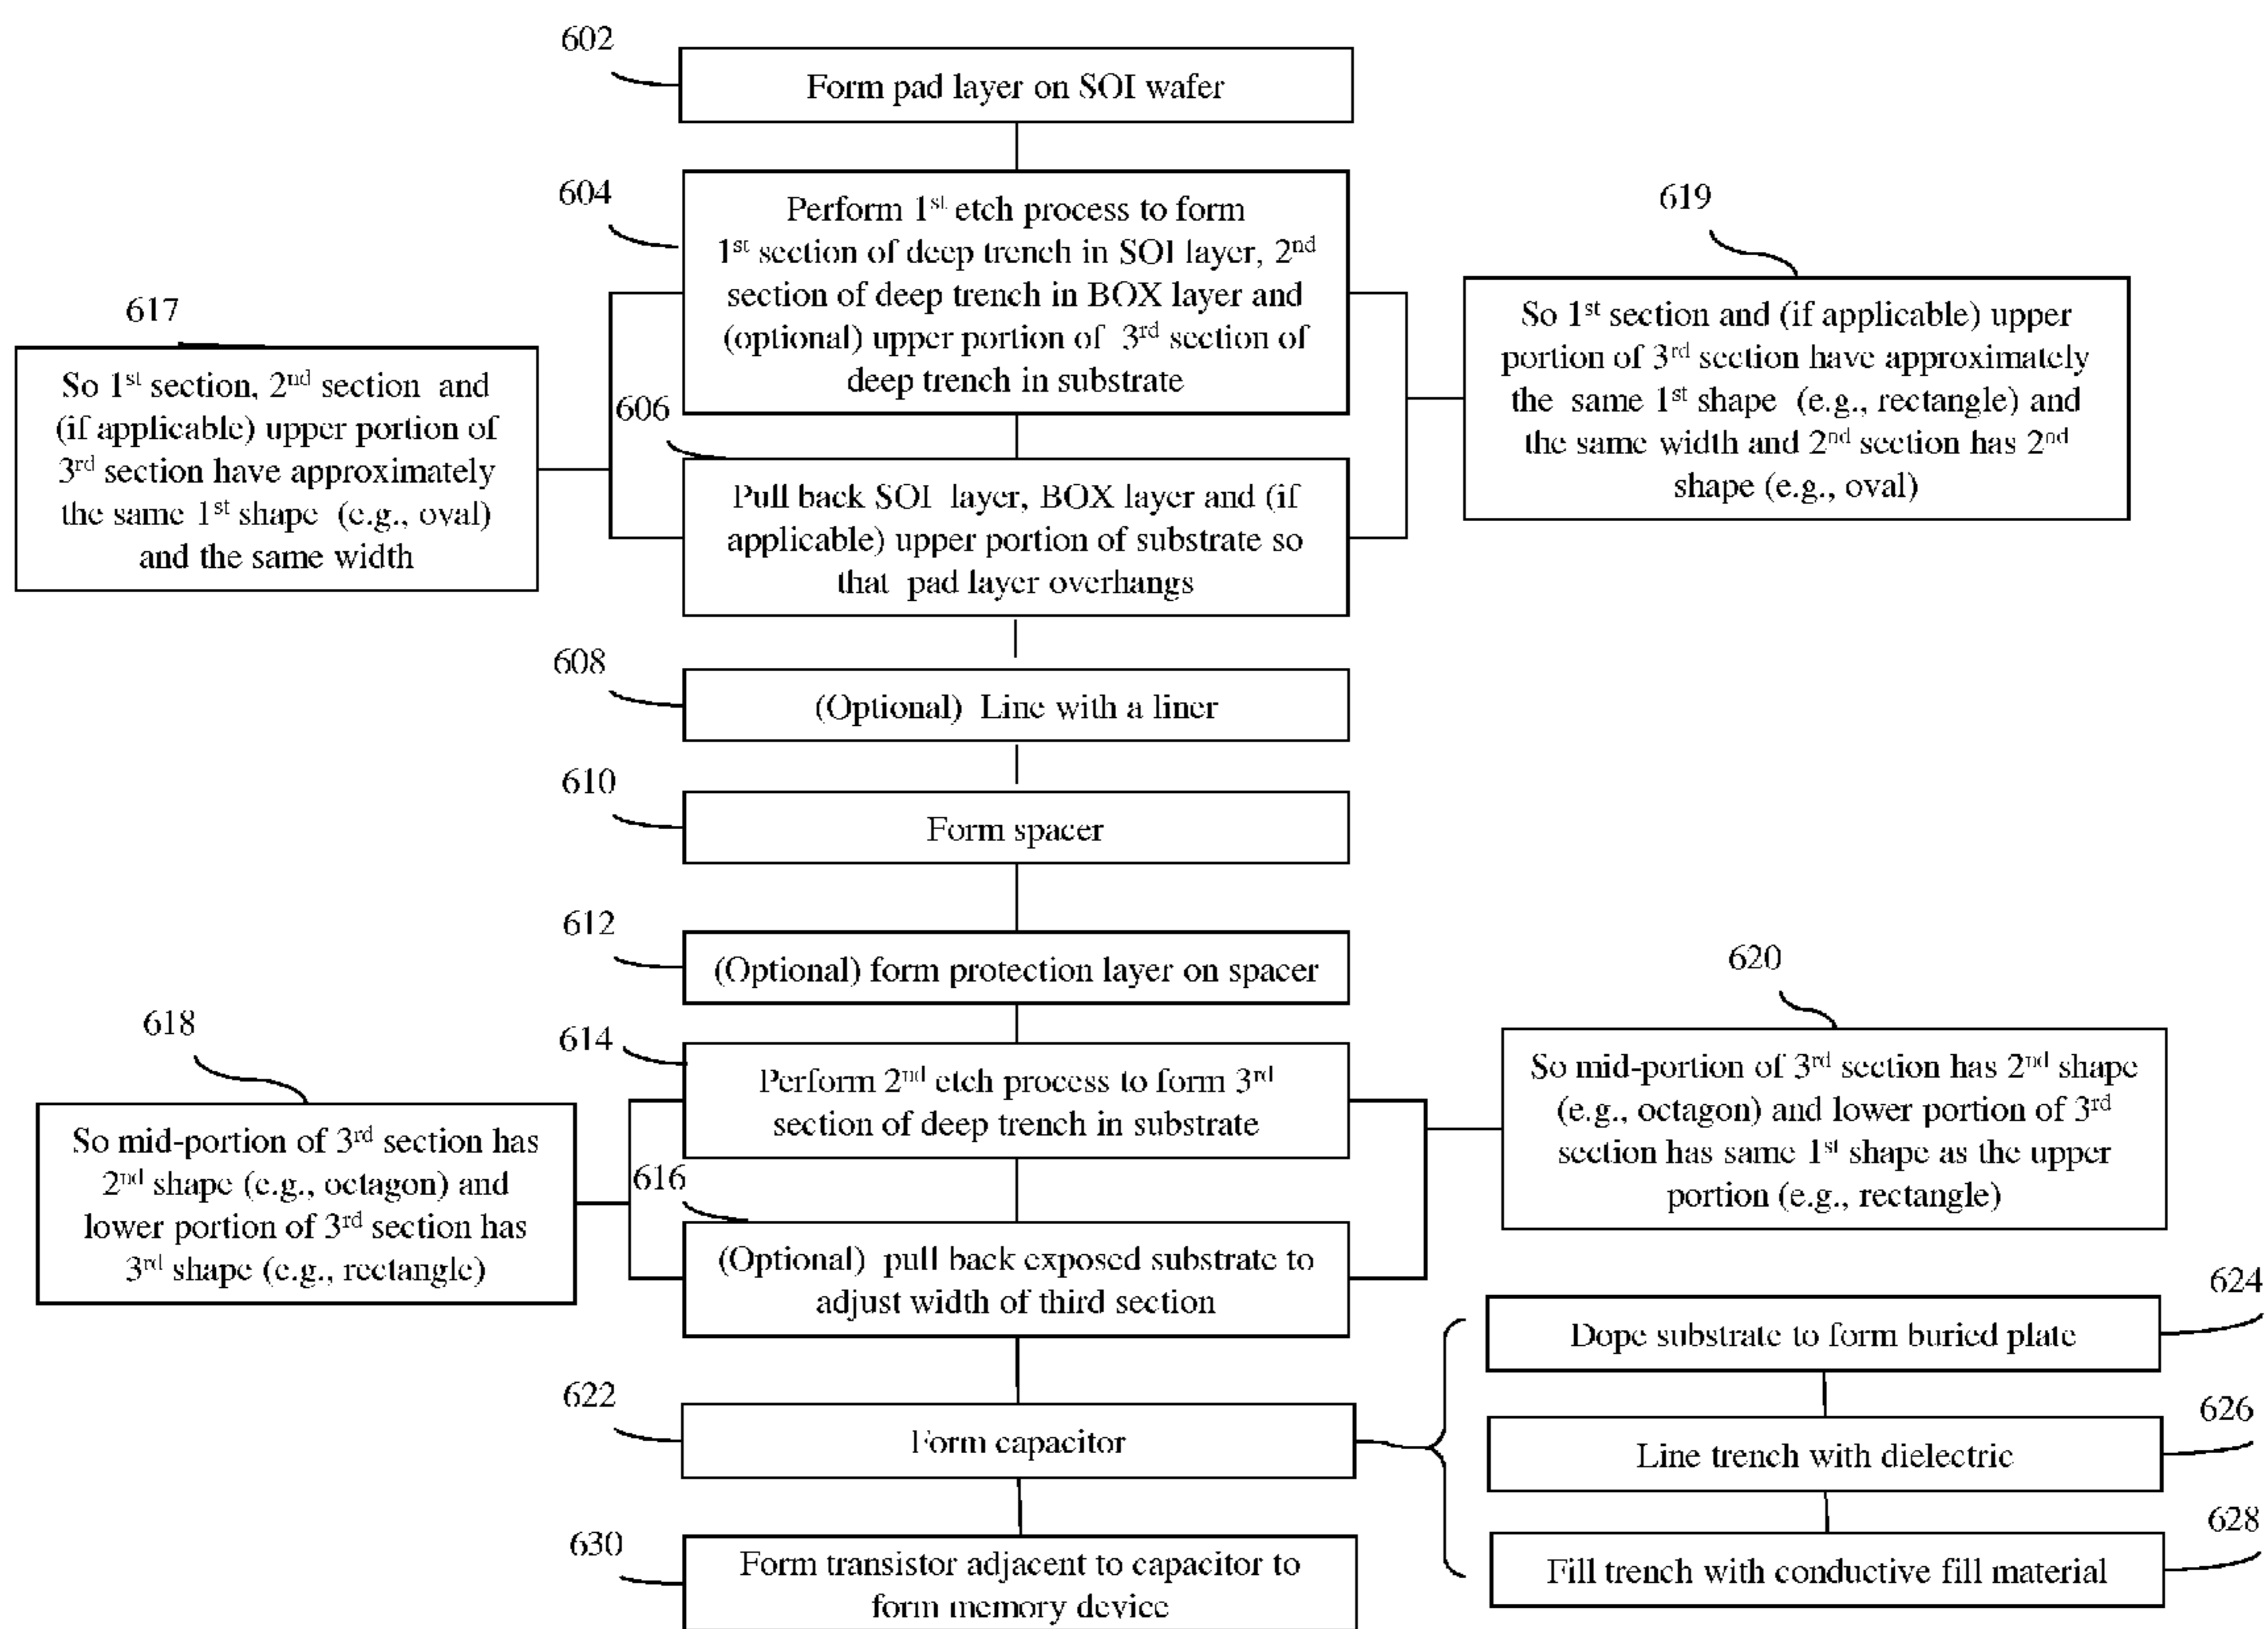 602
Form pad layer on SOI wafer
604
Perform 1st etch process to form
1st section of deep trench in SOI layer, 2nd
section of deep trench in BOX layer and
(optional) upper portion of 3rd section of
deep trench in substrate
619
So 1st section and (if applicable) upper
portion of 3rd section have approximately
the same 1st shape (e.g., rectangle) and
the same width and 2nd section has 2nd
shape (e.g., oval)
617
So 1st section, 2nd section and
(if applicable) upper portion of
3rd section have approximately
the same 1st shape (e.g., oval)
and the same width
606
Pull back SOI layer, BOX layer and (if
applicable) upper portion of substrate so
that pad layer overhangs
608
(Optional) Line with a liner
610
Form spacer
612
(Optional) form protection layer on spacer
614
Perform 2nd etch process to form 3rd
section of deep trench in substrate
620
So mid-portion of 3rd section has 2nd shape
(e.g., octagon) and lower portion of 3rd
section has same 1st shape as the upper
portion (e.g., rectangle)
618
So mid-portion of 3rd section has
2nd shape (e.g., octagon) and
lower portion of 3rd section has
3rd shape (e.g., rectangle)
616
(Optional) pull back exposed substrate to
adjust width of third section
622
Form capacitor
624
Dope substrate to form buried plate
626
Line trench with dielectric
628
Fill trench with conductive fill material
630
Form transistor adjacent to capacitor to
form memory device